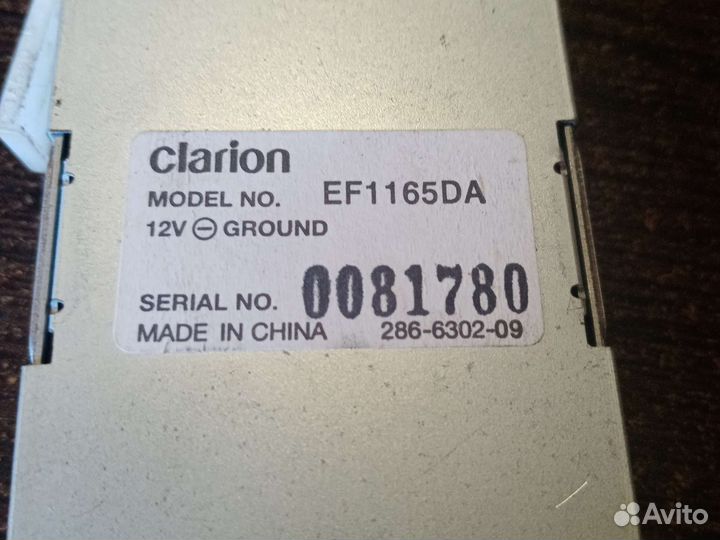 clarion
MODEL NO. EF1165DA
12V ⊖ GROUND
SERIAL NO. 0081780
MADE IN CHINA 286-6302-09
Avito